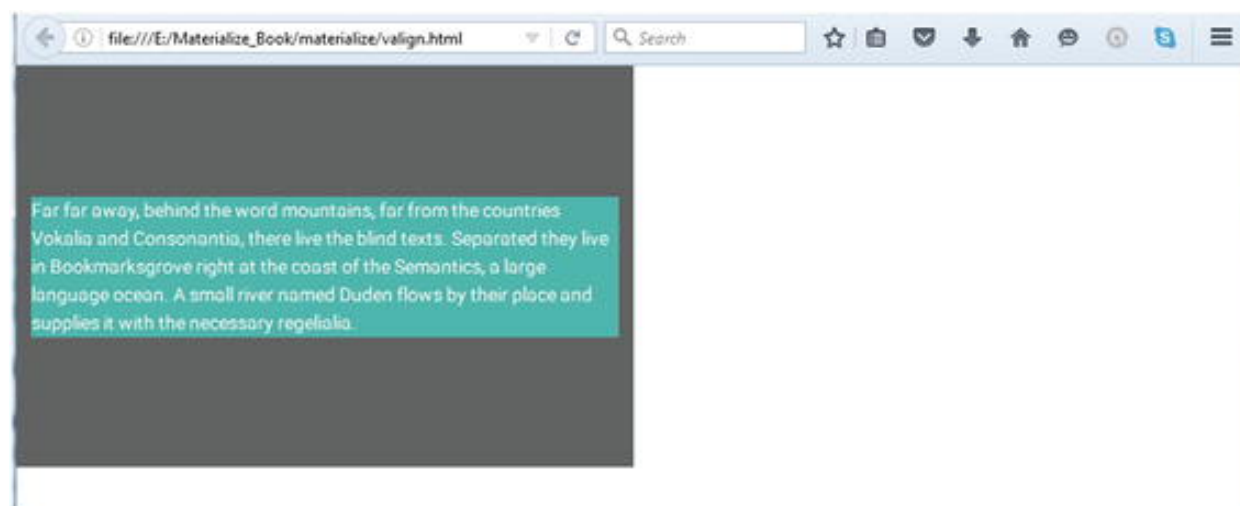 file:///E:/Materialize_Book/materialize/valign.html
Search
Far far away, behind the word mountains, far from the countries
Vokalia and Consonantia, there live the blind texts. Separated they live
in Bookmarksgrove right at the coast of the Semantics, a large
language ocean. A small river named Duden flows by their place and
supplies it with the necessary regelialia.